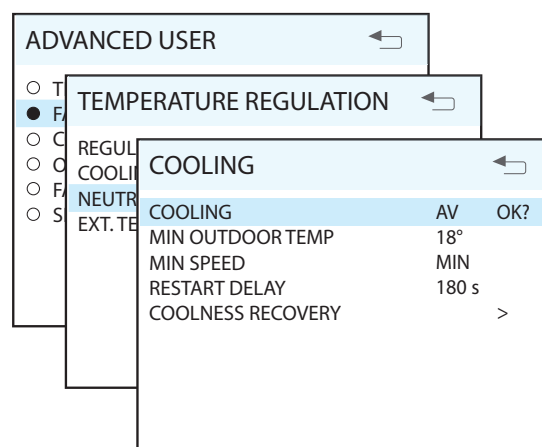 ADVANCED USER
TEMPERATURE REGULATION
COOLING
COOLING AV OK?
MIN OUTDOOR TEMP 18°
MIN SPEED MIN
RESTART DELAY 180 s
COOLNESS RECOVERY >